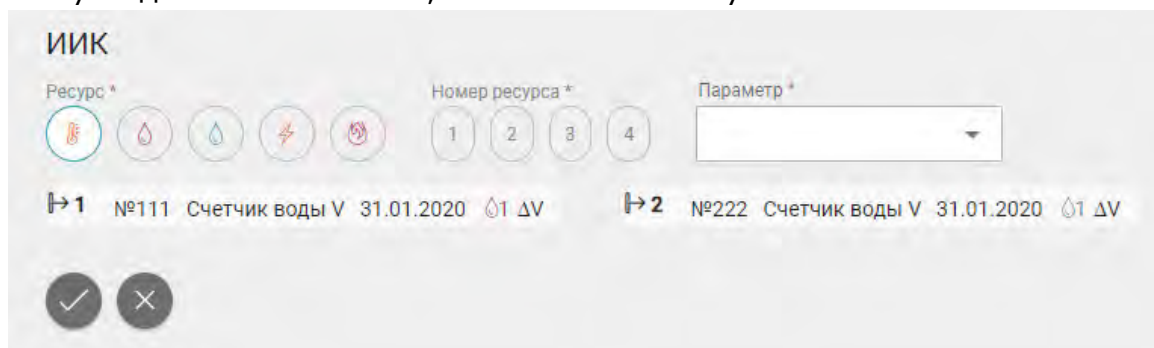 ИИК
Ресурс * Номер ресурса * Параметр *
1 2 3 4
1 №111 Счетчик воды V 31.01.2020 1 ΔV 2 №222 Счетчик воды V 31.01.2020 1 ΔV